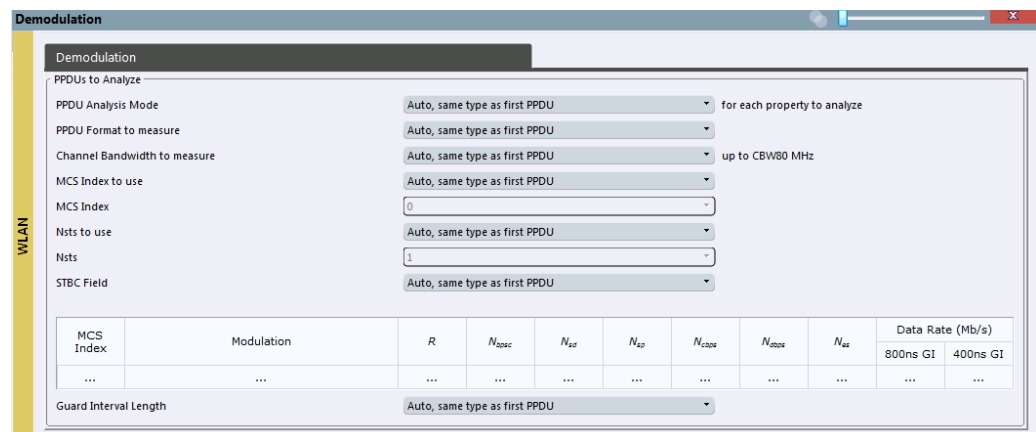 Demodulation
x
WLAN
Demodulation
PPDUs to Analyze
PPDU Analysis Mode Auto, same type as first PPDU for each property to analyze
PPDU Format to measure Auto, same type as first PPDU
Channel Bandwidth to measure Auto, same type as first PPDU up to CBW80 MHz
MCS Index to use Auto, same type as first PPDU
MCS Index 0
Nsts to use Auto, same type as first PPDU
Nsts 1
STBC Field Auto, same type as first PPDU
MCS Index Modulation R Nbpsc Nsd Nsp Ncbps Ndbps Nes Data Rate (Mb/s)
800ns GI 400ns GI
... ... ... ... ... ... ... ... ... ... ...
Guard Interval Length Auto, same type as first PPDU